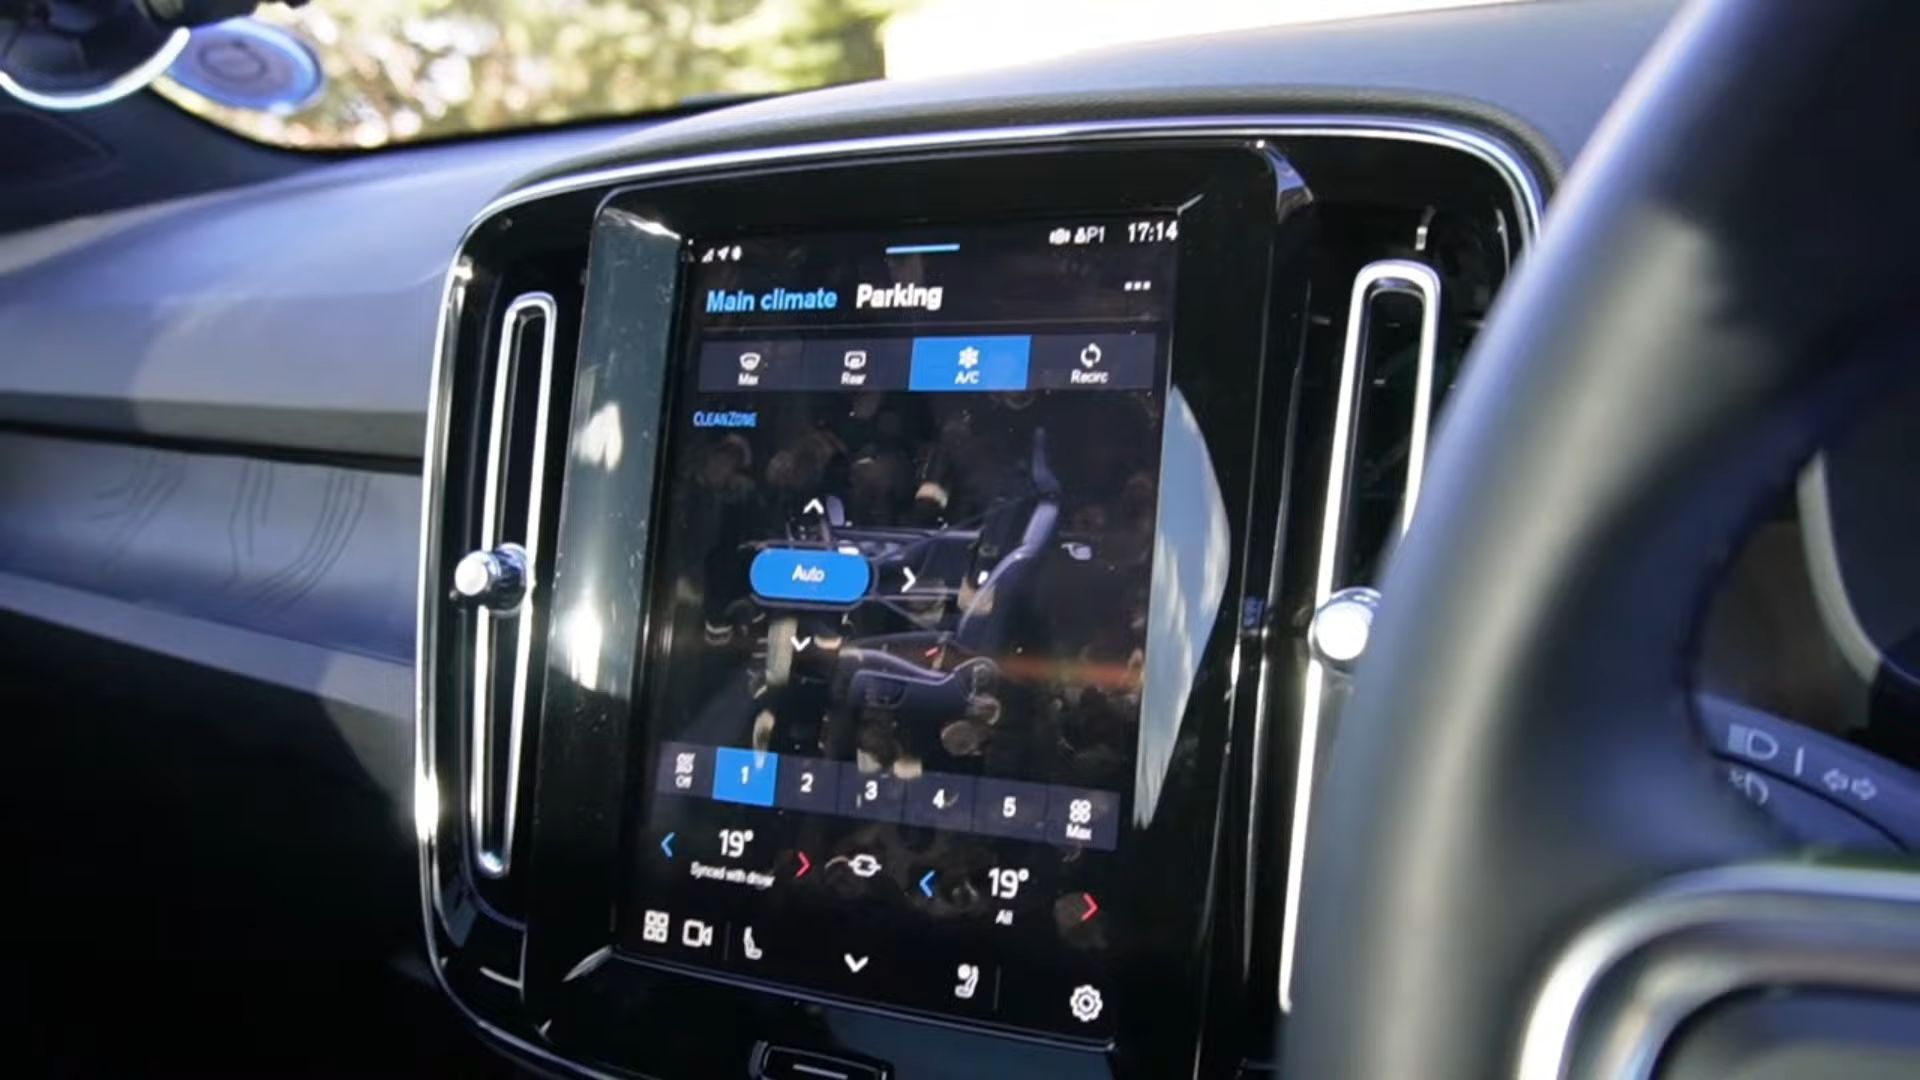 ΔP1 17:14
Main climate Parking
Max Rear A/C Recirc
CLEANZONE
Auto
Off 1 2 3 4 5 Max
19° 19°
Synced with driver All